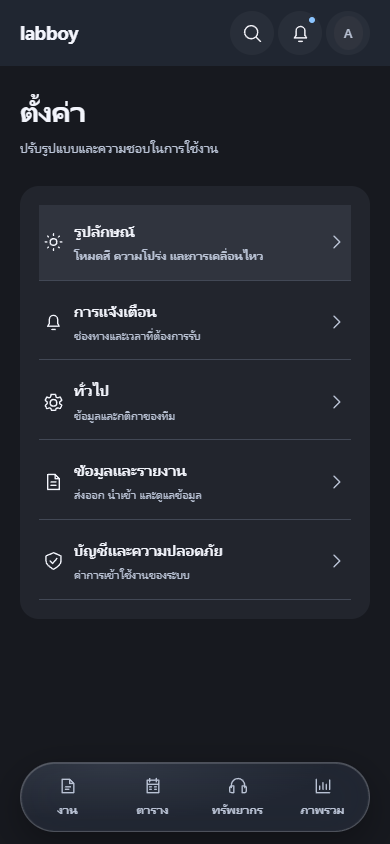 labboy
A
ตั้งค่า
ปรับรูปแบบและความชอบในการใช้งาน
รูปลักษณ์
โหมดสี ความโปร่ง และการเคลื่อนไหว
การแจ้งเตือน
ช่องทางและเวลาที่ต้องการรับ
ทั่วไป
ข้อมูลและกติกาของทีม
ข้อมูลและรายงาน
ส่งออก นำเข้า และดูแลข้อมูล
บัญชีและความปลอดภัย
ค่าการเข้าใช้งานของระบบ
งาน
ตาราง
ทรัพยากร
ภาพรวม